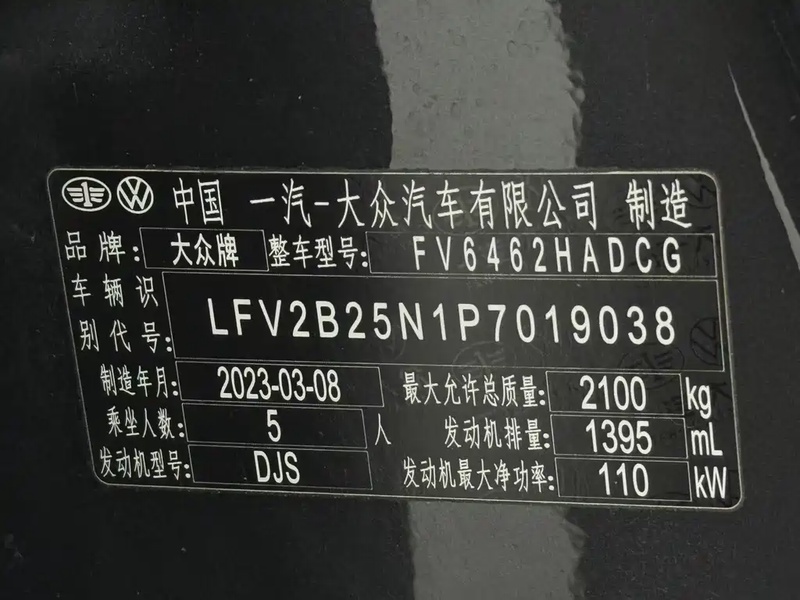 中国 一汽-大众汽车有限公司 制造
品牌: 大众牌 整车型号: FV6462HADCG
车辆识别代号: LFV2B25N1P7019038
制造年月: 2023-03-08 最大允许总质量: 2100 kg
乘坐人数: 5 人 发动机排量: 1395 mL
发动机型号: DJS 发动机最大净功率: 110 kW